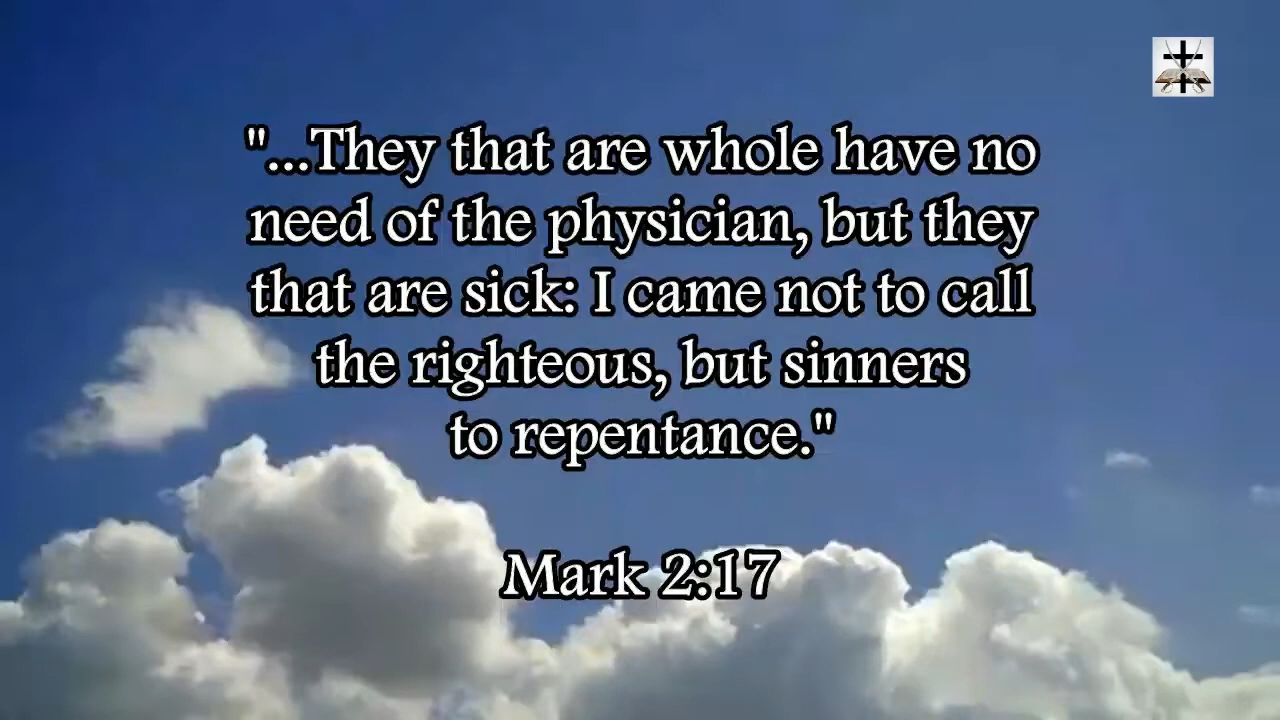 "...They that are whole have no
need of the physician, but they
that are sick: I came not to call
the righteous, but sinners
to repentance."
Mark 2:17